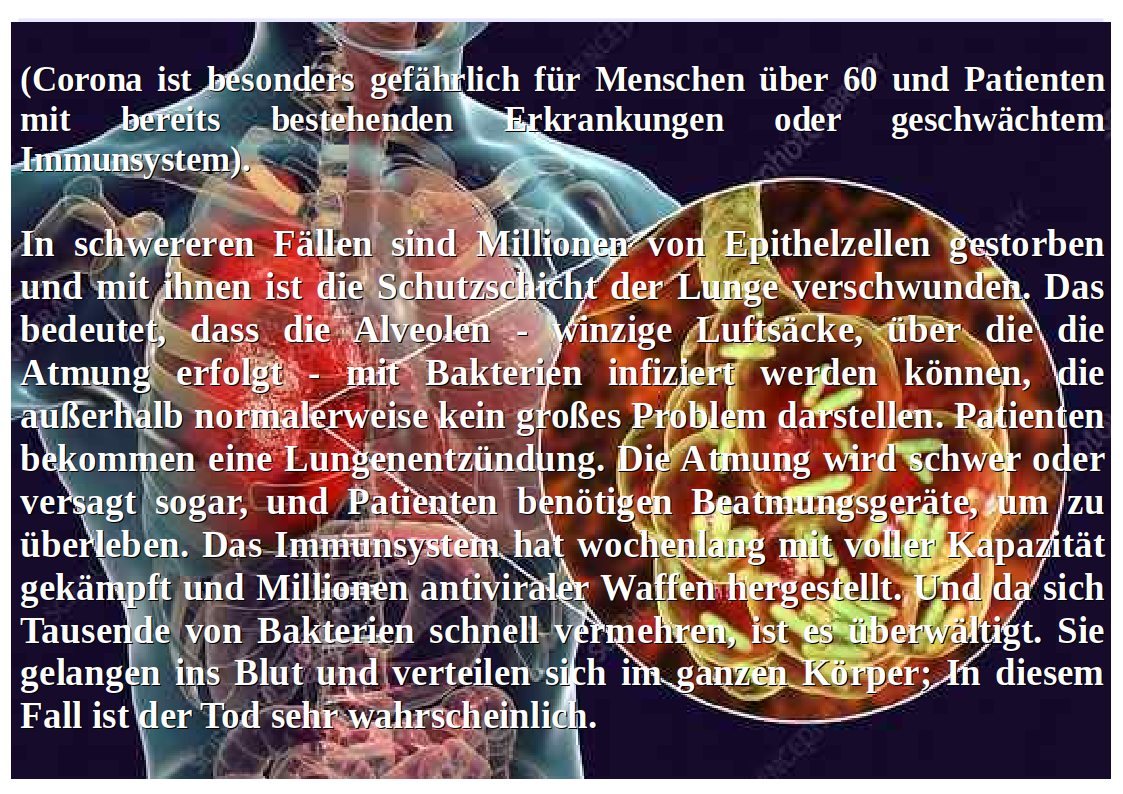 (Corona ist besonders gefährlich für Menschen über 60 und Patienten
mit bereits bestehenden Erkrankungen oder geschwächtem
Immunsystem).
In schwereren Fällen sind Millionen von Epithelzellen gestorben
und mit ihnen ist die Schutzschicht der Lunge verschwunden. Das
bedeutet, dass die Alveolen - winzige Luftsäcke, über die die
Atmung erfolgt - mit Bakterien infiziert werden können, die
außerhalb normalerweise kein großes Problem darstellen. Patienten
bekommen eine Lungenentzündung. Die Atmung wird schwer oder
versagt sogar, und Patienten benötigen Beatmungsgeräte, um zu
überleben. Das Immunsystem hat wochenlang mit voller Kapazität
gekämpft und Millionen antiviraler Waffen hergestellt. Und da sich
Tausende von Bakterien schnell vermehren, ist es überwältigt. Sie
gelangen ins Blut und verteilen sich im ganzen Körper; In diesem
Fall ist der Tod sehr wahrscheinlich.